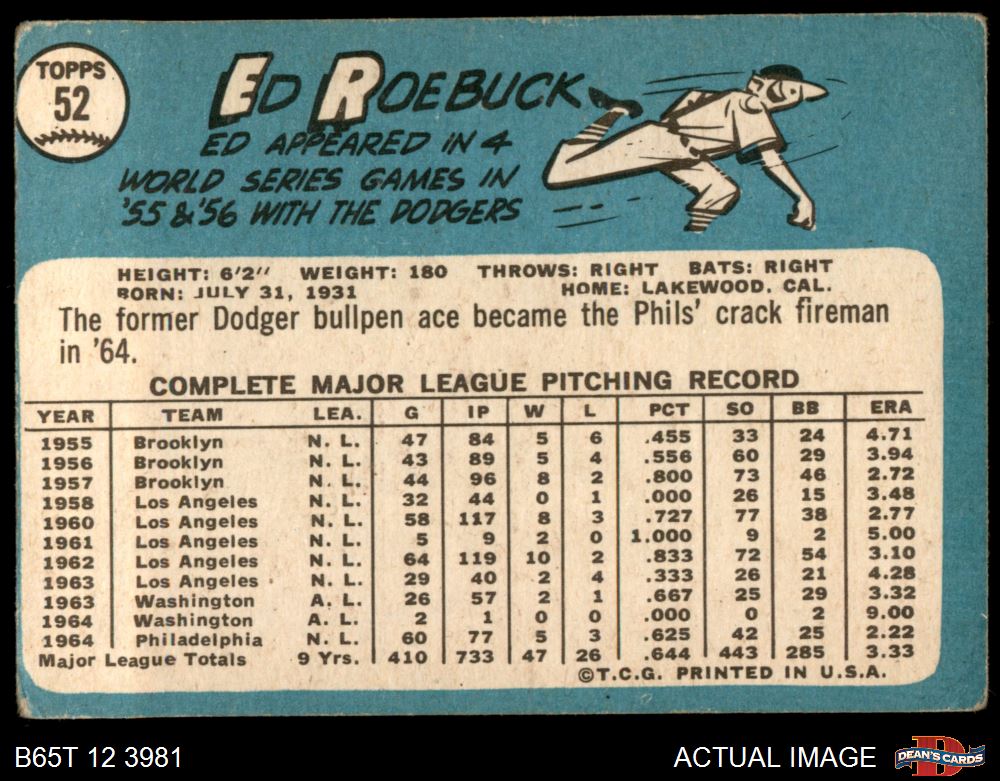 TOPPS
52
ED ROEBUCK
ED APPEARED IN 4
WORLD SERIES GAMES IN
'55 & '56 WITH THE DODGERS
HEIGHT: 6'2" WEIGHT: 180 THROWS: RIGHT BATS: RIGHT
BORN: JULY 31, 1931 HOME: LAKEWOOD, CAL.
The former Dodger bullpen ace became the Phils' crack fireman
in '64.
COMPLETE MAJOR LEAGUE PITCHING RECORD
YEAR TEAM LEA. G IP W L PCT SO BB ERA
1955 Brooklyn N. L. 47 84 5 6 .455 33 24 4.71
1956 Brooklyn N. L. 43 89 5 4 .556 60 29 3.94
1957 Brooklyn N. L. 44 96 8 2 .800 73 46 2.72
1958 Los Angeles N. L. 32 44 0 1 .000 26 15 3.48
1960 Los Angeles N. L. 58 117 8 3 .727 77 38 2.77
1961 Los Angeles N. L. 5 9 2 0 1.000 9 2 5.00
1962 Los Angeles N. L. 64 119 10 2 .833 72 54 3.10
1963 Los Angeles N. L. 29 40 2 4 .333 26 21 4.28
1963 Washington A. L. 26 57 2 1 .667 25 29 3.32
1964 Washington A. L. 2 1 0 0 .000 0 2 9.00
1964 Philadelphia N. L. 60 77 5 3 .625 42 25 2.22
Major League Totals 9 Yrs. 410 733 47 26 .644 443 285 3.33
©T.C.G. PRINTED IN U.S.A.
B65T 12 3981 ACTUAL IMAGE DEAN'S CARDS